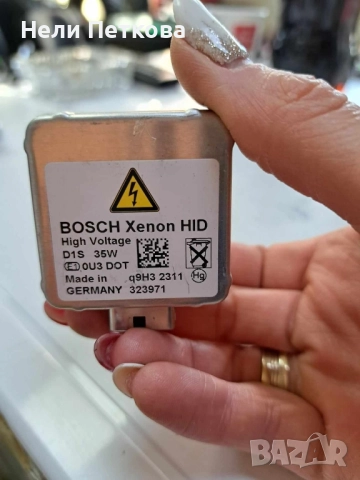 Нели Петкова
BOSCH Xenon HID
High Voltage
D1S 35W
E1 0U3 DOT
Made in q9H3 2311 Hg
GERMANY 323971
BAZAR